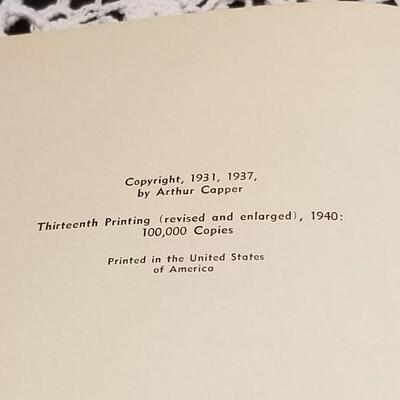 Copyright, 1931, 1937,
by Arthur Capper
Thirteenth Printing (revised and enlarged), 1940:
100,000 Copies
Printed in the United States
of America